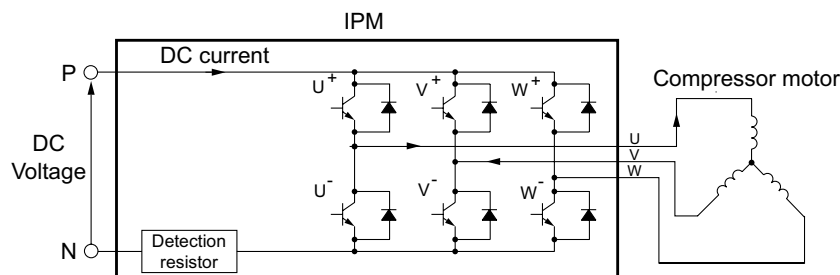 IPM
P
DC current
U+
V+
W+
Compressor motor
DC
Voltage
U
V
W
U-
V-
W-
N
Detection
resistor